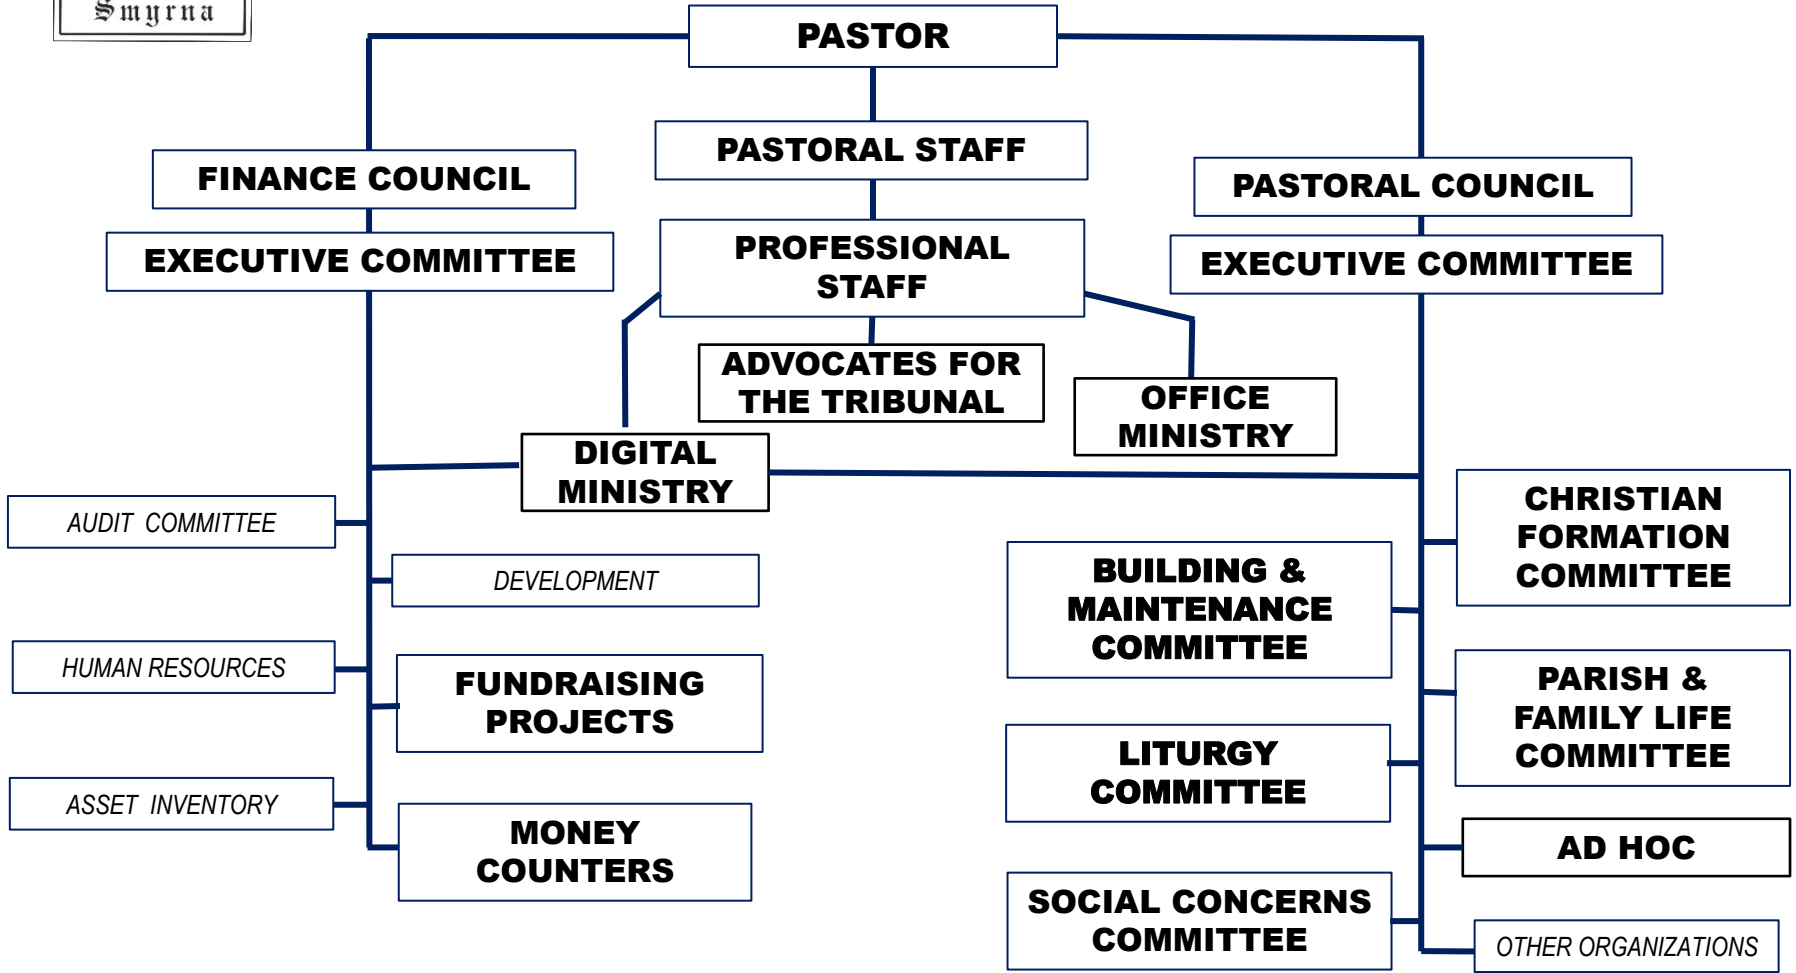 Smyrna
PASTOR
PASTORAL STAFF
FINANCE COUNCIL
PASTORAL COUNCIL
EXECUTIVE COMMITTEE
PROFESSIONAL
STAFF
EXECUTIVE COMMITTEE
ADVOCATES FOR
THE TRIBUNAL
OFFICE
MINISTRY
DIGITAL
MINISTRY
AUDIT COMMITTEE
DEVELOPMENT
HUMAN RESOURCES
FUNDRAISING
PROJECTS
ASSET INVENTORY
MONEY
COUNTERS
BUILDING &
MAINTENANCE
COMMITTEE
CHRISTIAN
FORMATION
COMMITTEE
PARISH &
FAMILY LIFE
COMMITTEE
LITURGY
COMMITTEE
AD HOC
SOCIAL CONCERNS
COMMITTEE
OTHER ORGANIZATIONS